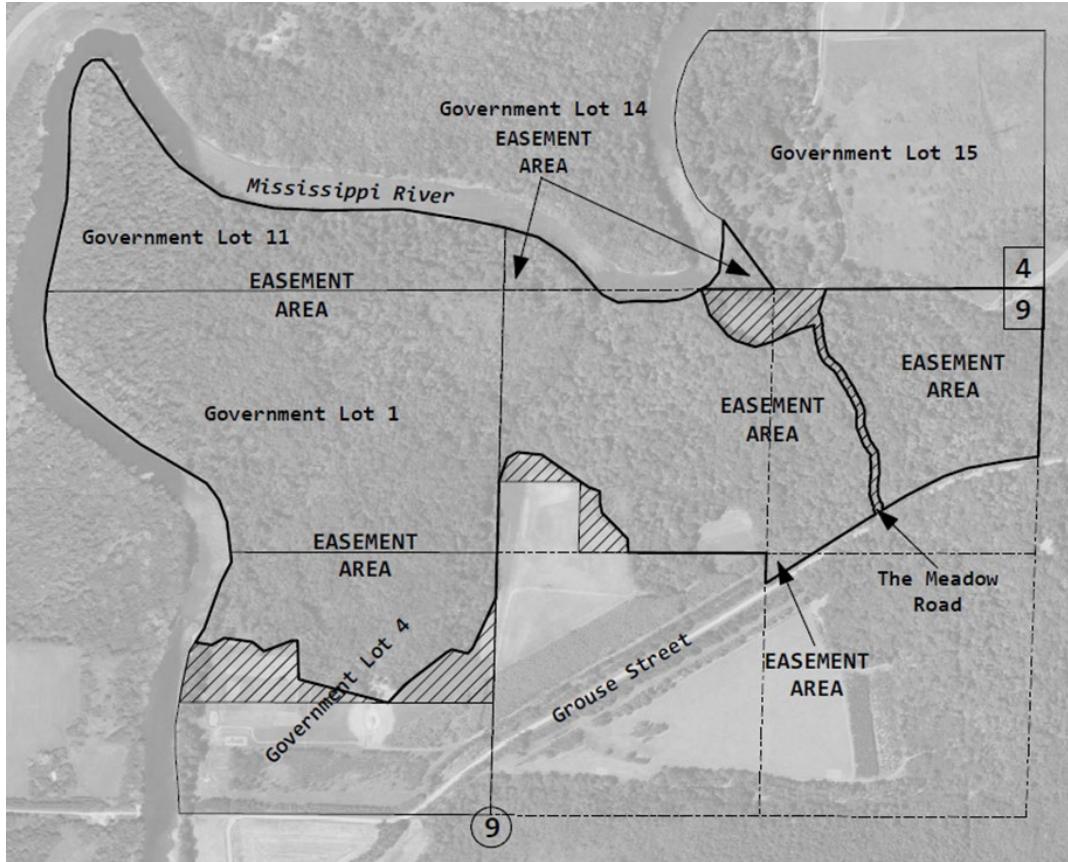 Government Lot 14
EASEMENT
AREA
Government Lot 15
Mississippi River
Government Lot 11
EASEMENT
AREA
4
9
EASEMENT
AREA
EASEMENT
AREA
Government Lot 1
EASEMENT
AREA
The Meadow
Road
Government Lot 4
Grouse Street
EASEMENT
AREA
9